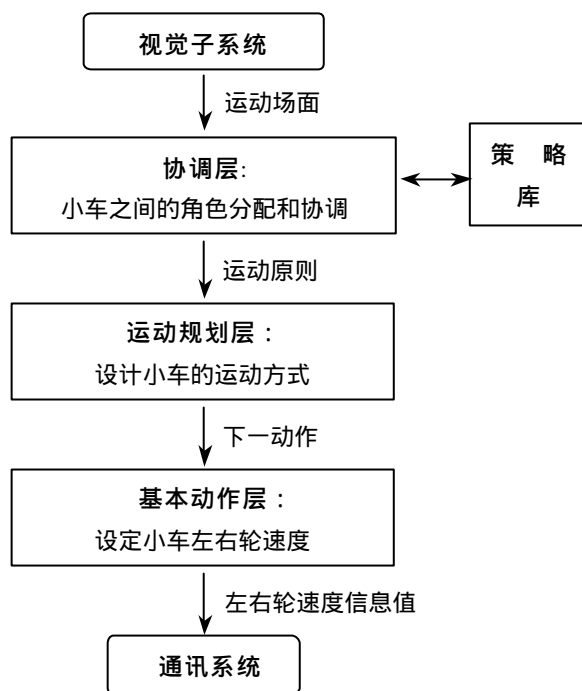 视觉子系统
运动场面
协调层:
小车之间的角色分配和协调
策 略
库
运动原则
运动规划层：
设计小车的运动方式
下一动作
基本动作层：
设定小车左右轮速度
左右轮速度信息值
通讯系统